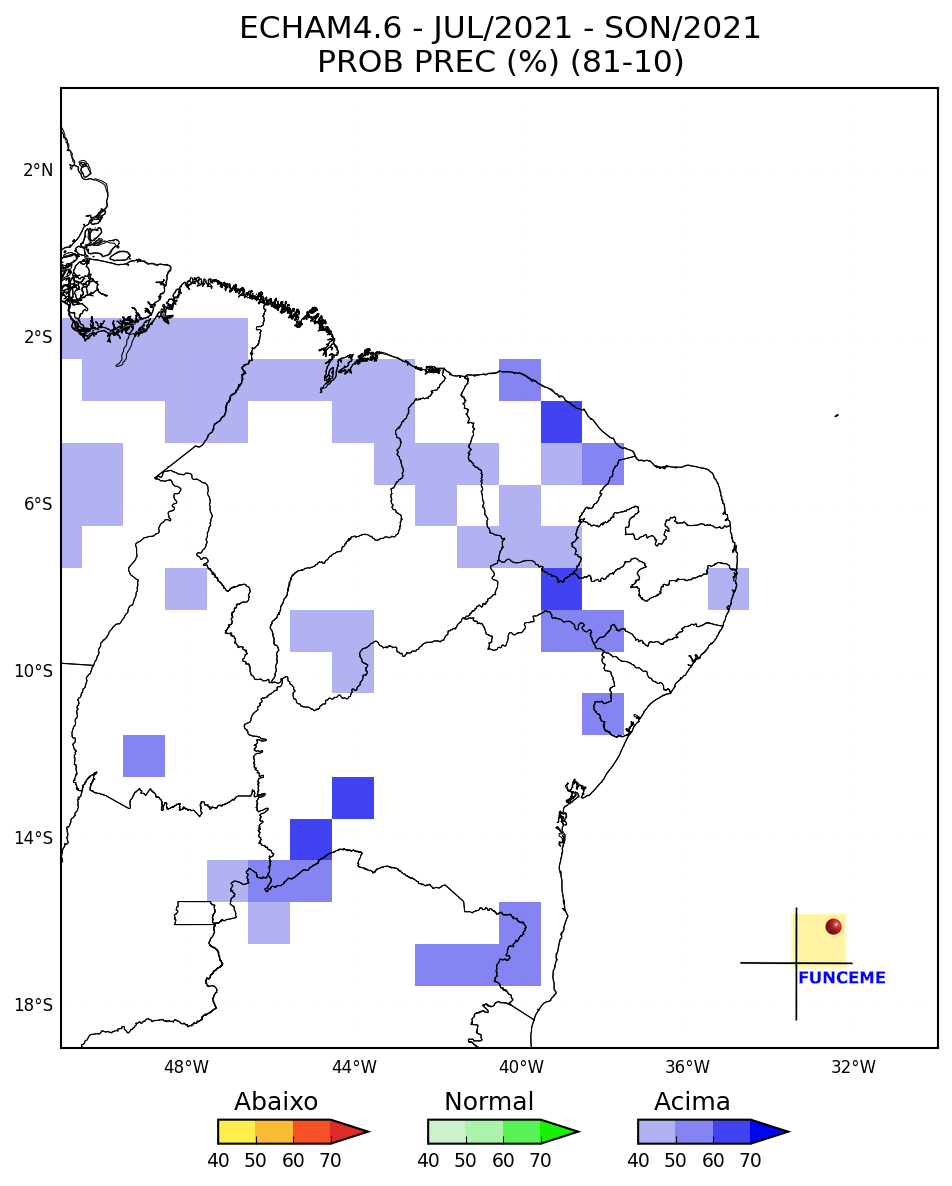 ECHAM4.6 - JUL/2021 - SON/2021
PROB PREC (%) (81-10)
2°N
2°S
6°S
10°S
14°S
18°S
48°W 44°W 40°W 36°W 32°W
FUNCEME
Abaixo Normal Acima
40 50 60 70 40 50 60 70 40 50 60 70